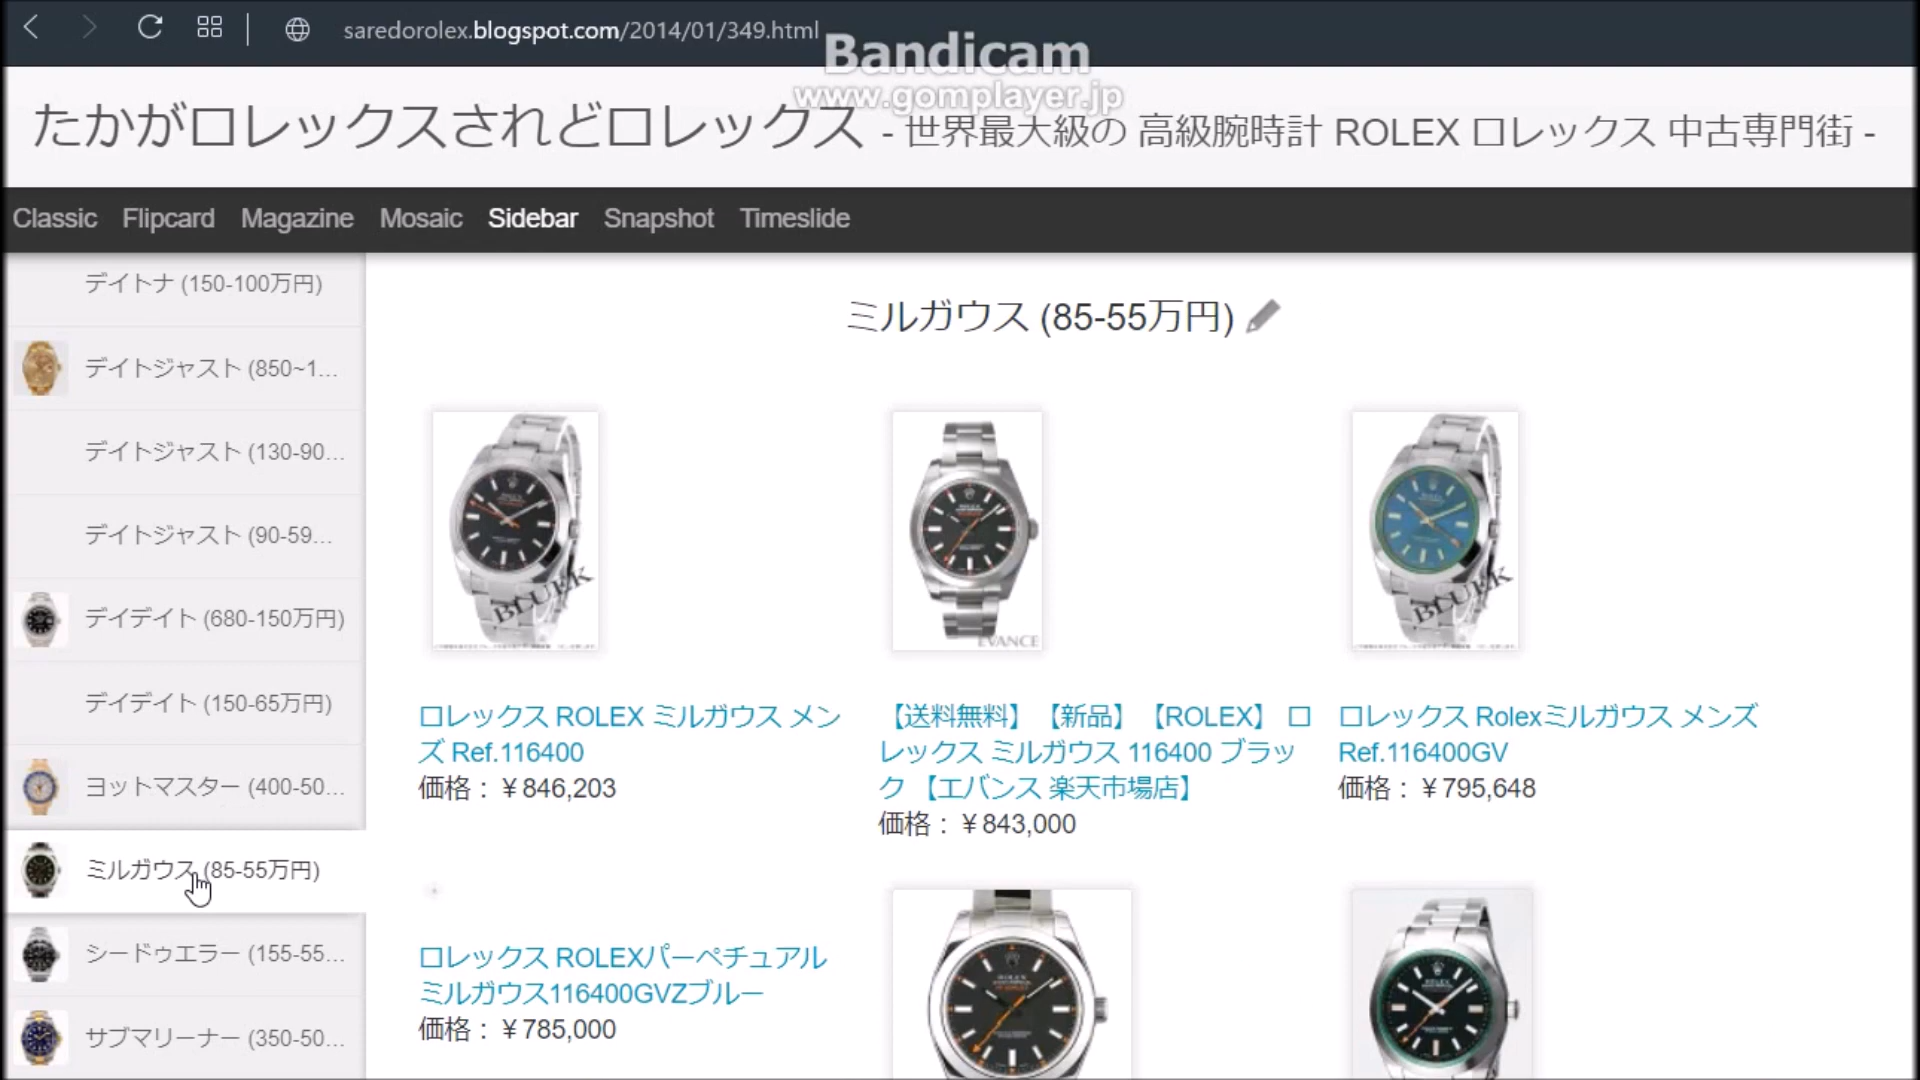 saredorolex.blogspot.com/2014/01/349.html
Bandicam
www.gomplayer.jp
たかがロレックスされどロレックス - 世界最大級の 高級腕時計 ROLEX ロレックス 中古専門街 -
Classic Flipcard Magazine Mosaic Sidebar Snapshot Timeslide
デイトナ (150-100万円)
デイトジャスト (850~1...
デイトジャスト (130-90...
デイトジャスト (90-59...
デイデイト (680-150万円)
デイデイト (150-65万円)
ヨットマスター (400-50...
ミルガウス (85-55万円)
シードゥエラー (155-55...
サブマリーナー (350-50...
ミルガウス (85-55万円)
BLUEK
EVANCE
BLUEK
ロレックス ROLEX ミルガウス メン
ズ Ref.116400
価格：￥846,203
【送料無料】【新品】【ROLEX】 ロ
レックス ミルガウス 116400 ブラッ
ク 【エバンス 楽天市場店】
価格：￥843,000
ロレックス Rolexミルガウス メンズ
Ref.116400GV
価格：￥795,648
ロレックス ROLEXパーペチュアル
ミルガウス116400GVZブルー
価格：￥785,000